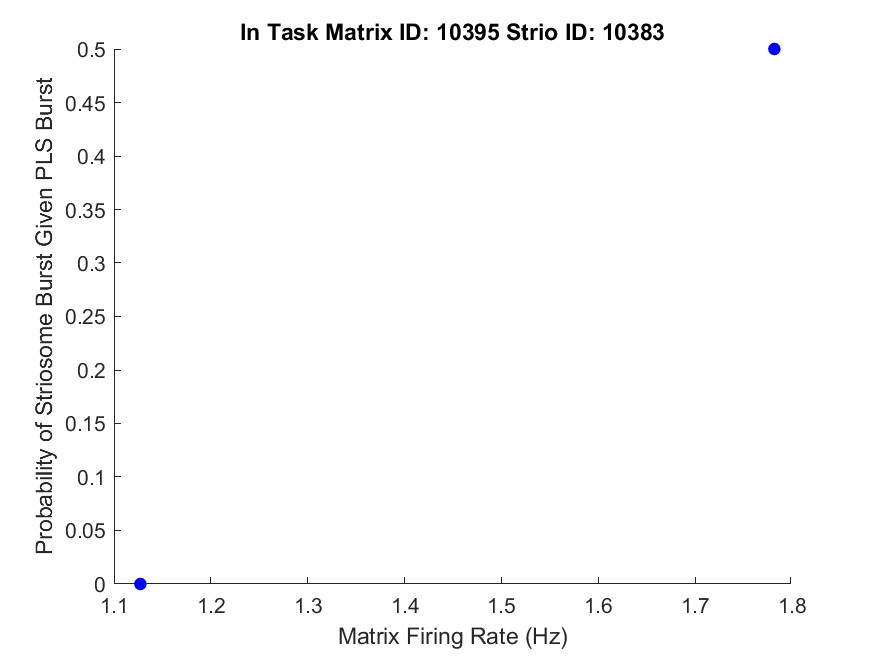 In Task Matrix ID: 10395 Strio ID: 10383
Probability of Striosome Burst Given PLS Burst
0.5
0.45
0.4
0.35
0.3
0.25
0.2
0.15
0.1
0.05
0
1.1 1.2 1.3 1.4 1.5 1.6 1.7 1.8
Matrix Firing Rate (Hz)